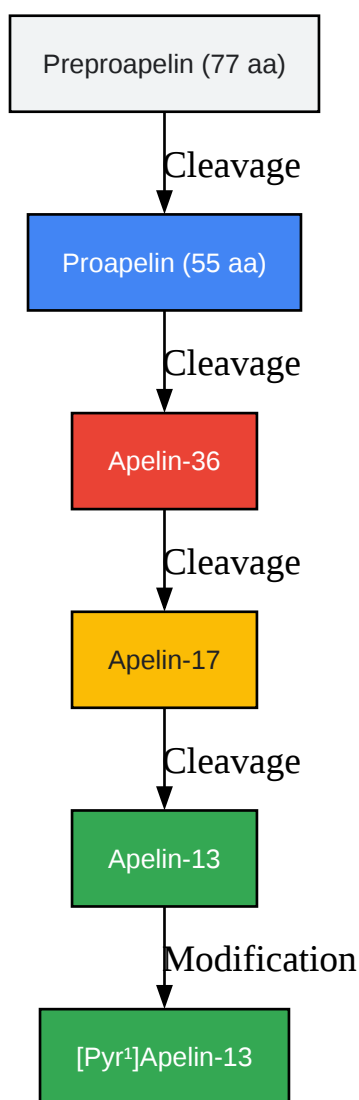 Preproapelin (77 aa)
Cleavage
Proapelin (55 aa)
Cleavage
Apelin-36
Cleavage
Apelin-17
Cleavage
Apelin-13
Modification
[Pyr¹]Apelin-13